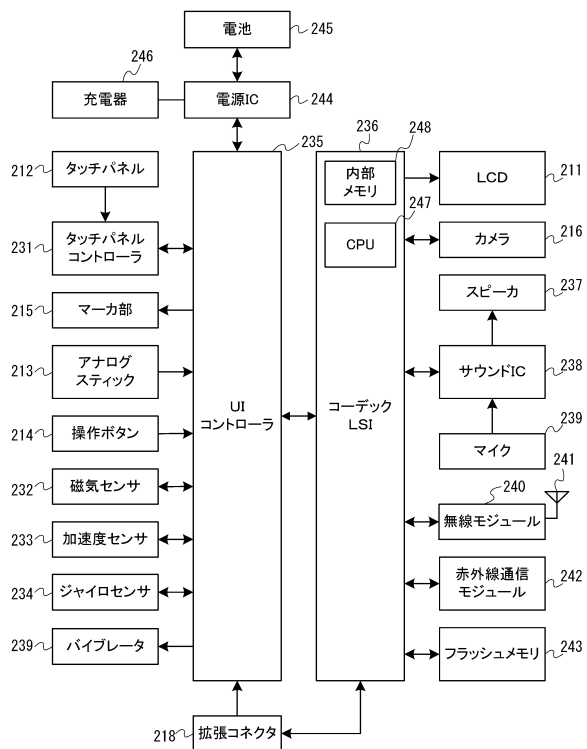 電池
245
246
充電器
電源IC
244
235
236
248
212
タッチパネル
内部
メモリ
LCD
211
247
231
タッチパネル
コントローラ
CPU
カメラ
216
215
マーカ部
スピーカ
237
213
アナログ
スティック
UI
コントローラ
コーデック
LSI
サウンドIC
238
214
操作ボタン
マイク
239
241
232
磁気センサ
240
無線モジュール
233
加速度センサ
234
ジャイロセンサ
赤外線通信
モジュール
242
239
バイブレータ
フラッシュメモリ
243
218
拡張コネクタ